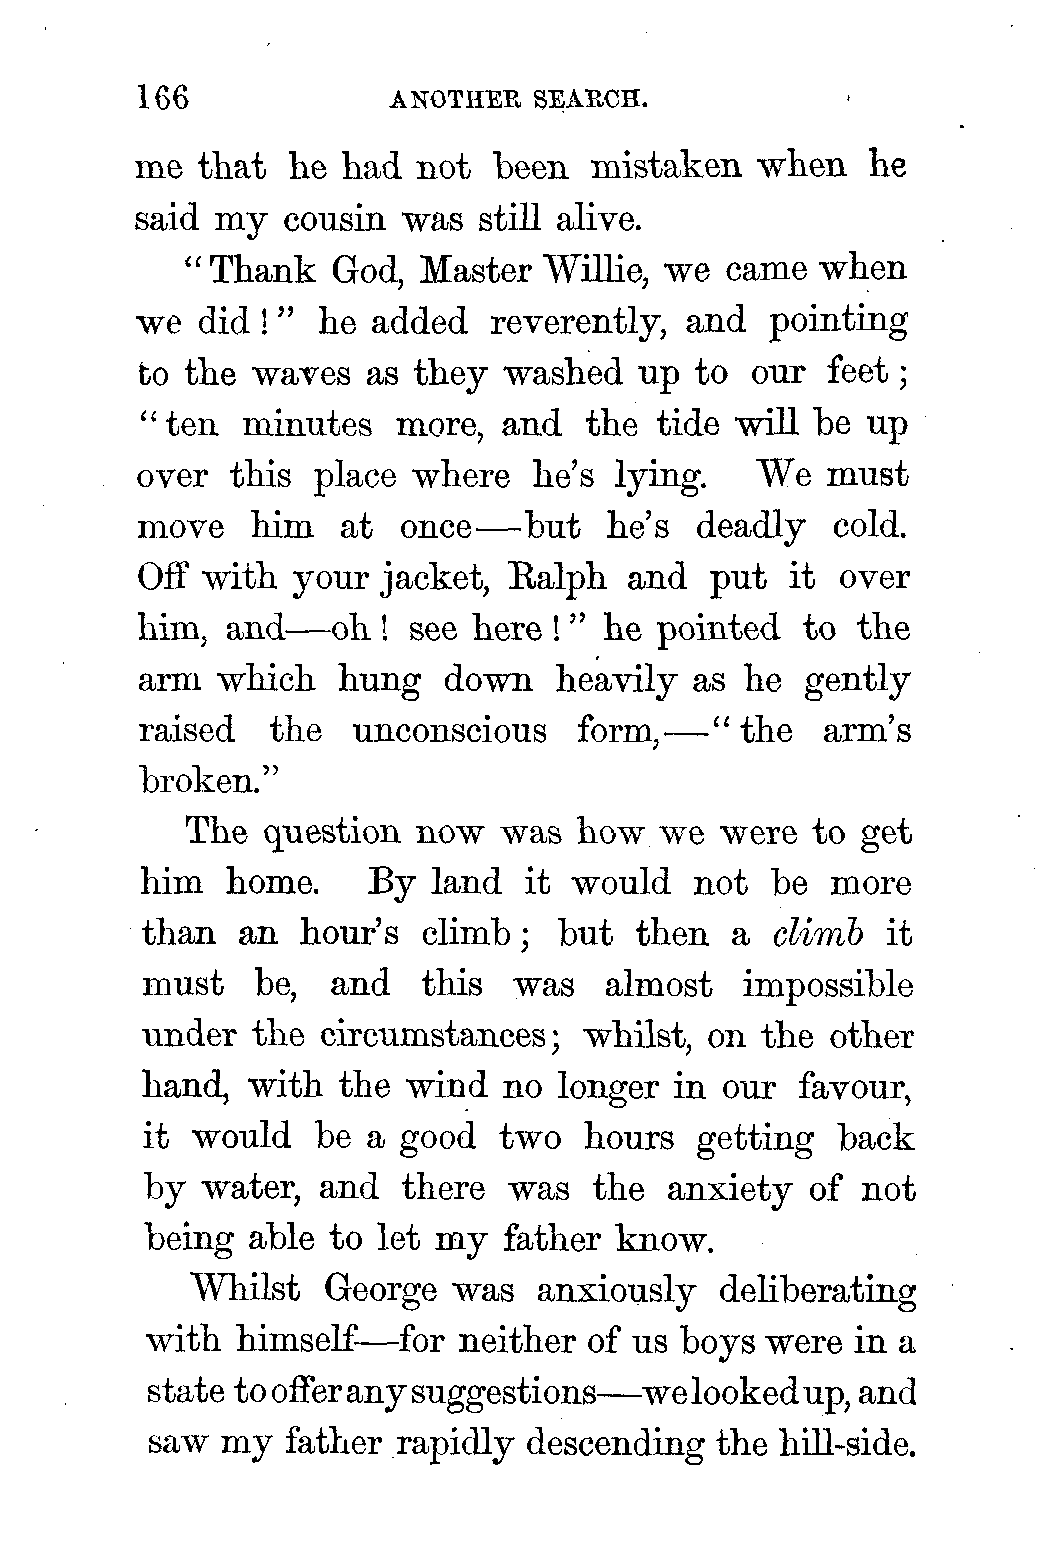 166 ANOTHER SEARCH.
me that he had not been mistaken when he
said my cousin was still alive.
“Thank God, Master Willie, we came when
we did!” he added reverently, and pointing
to the waves as they washed up to our feet;
“ten minutes more, and the tide will be up
over this place where he’s lying. We must
move him at once—but he’s deadly cold.
Off with your jacket, Ralph and put it over
him, and—oh! see here!” he pointed to the
arm which hung down heavily as he gently
raised the unconscious form,—“the arm’s
broken.”
The question now was how we were to get
him home. By land it would not be more
than an hour’s climb; but then a climb it
must be, and this was almost impossible
under the circumstances; whilst, on the other
hand, with the wind no longer in our favour,
it would be a good two hours getting back
by water, and there was the anxiety of not
being able to let my father know.
Whilst George was anxiously deliberating
with himself—for neither of us boys were in a
state to offer any suggestions—we looked up, and
saw my father rapidly descending the hill-side.